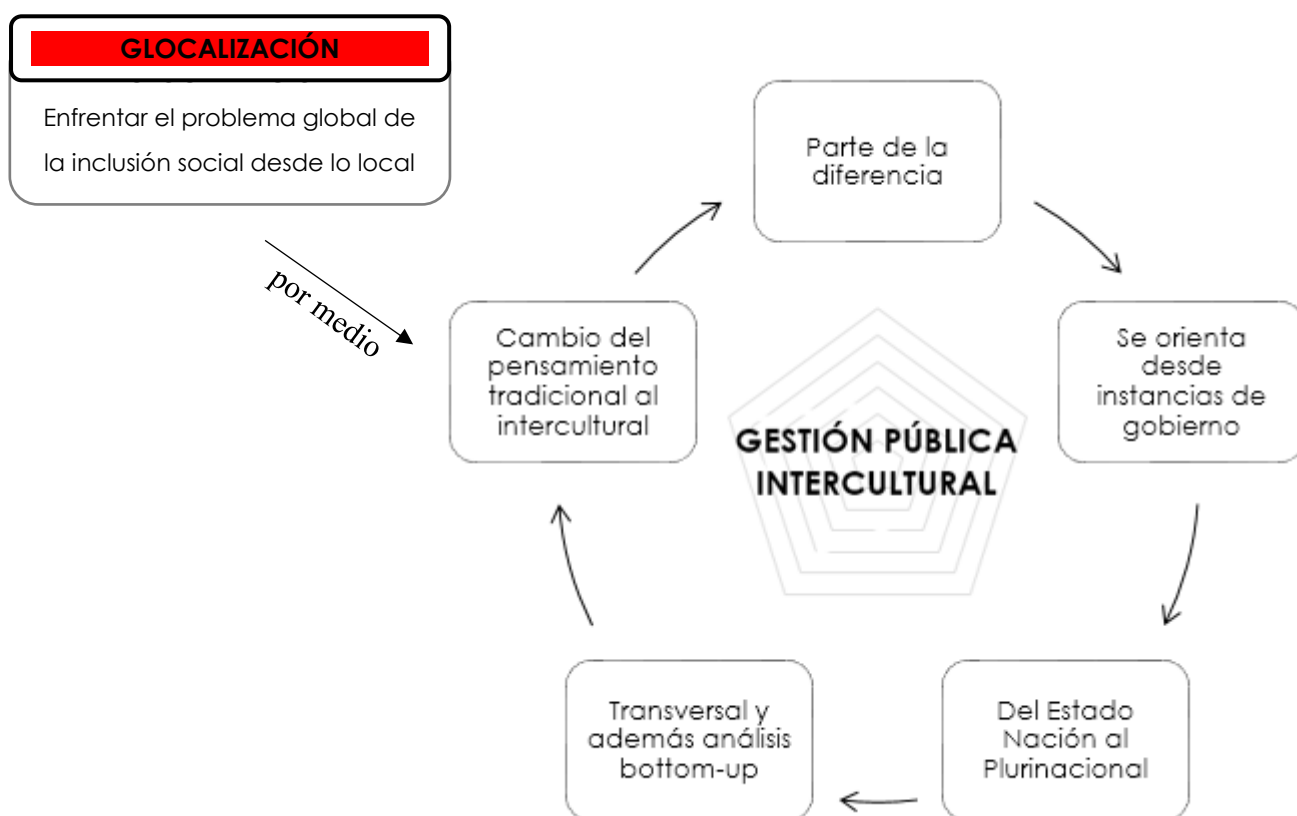 GLOCALIZACIÓN
Enfrentar el problema global de
la inclusión social desde lo local
por medio
Parte de la
diferencia
Se orienta
desde
instancias de
gobierno
Del Estado
Nación al
Plurinacional
Transversal y
además análisis
bottom-up
Cambio del
pensamiento
tradicional al
intercultural
GESTIÓN PÚBLICA
INTERCULTURAL